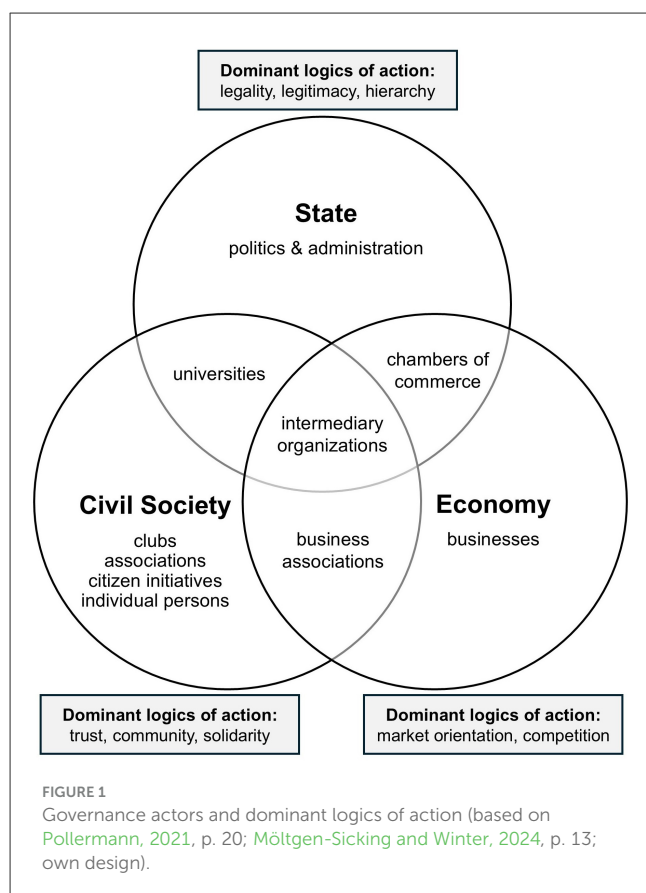 Dominant logics of action:
legality, legitimacy, hierarchy
State
politics & administration
universities
chambers of
commerce
intermediary
organizations
Civil Society
clubs
associations
citizen initiatives
individual persons
business
associations
Economy
businesses
Dominant logics of action:
trust, community, solidarity
Dominant logics of action:
market orientation, competition
FIGURE 1
Governance actors and dominant logics of action (based on
Pollermann, 2021, p. 20; Möltgen-Sicking and Winter, 2024, p. 13;
own design).